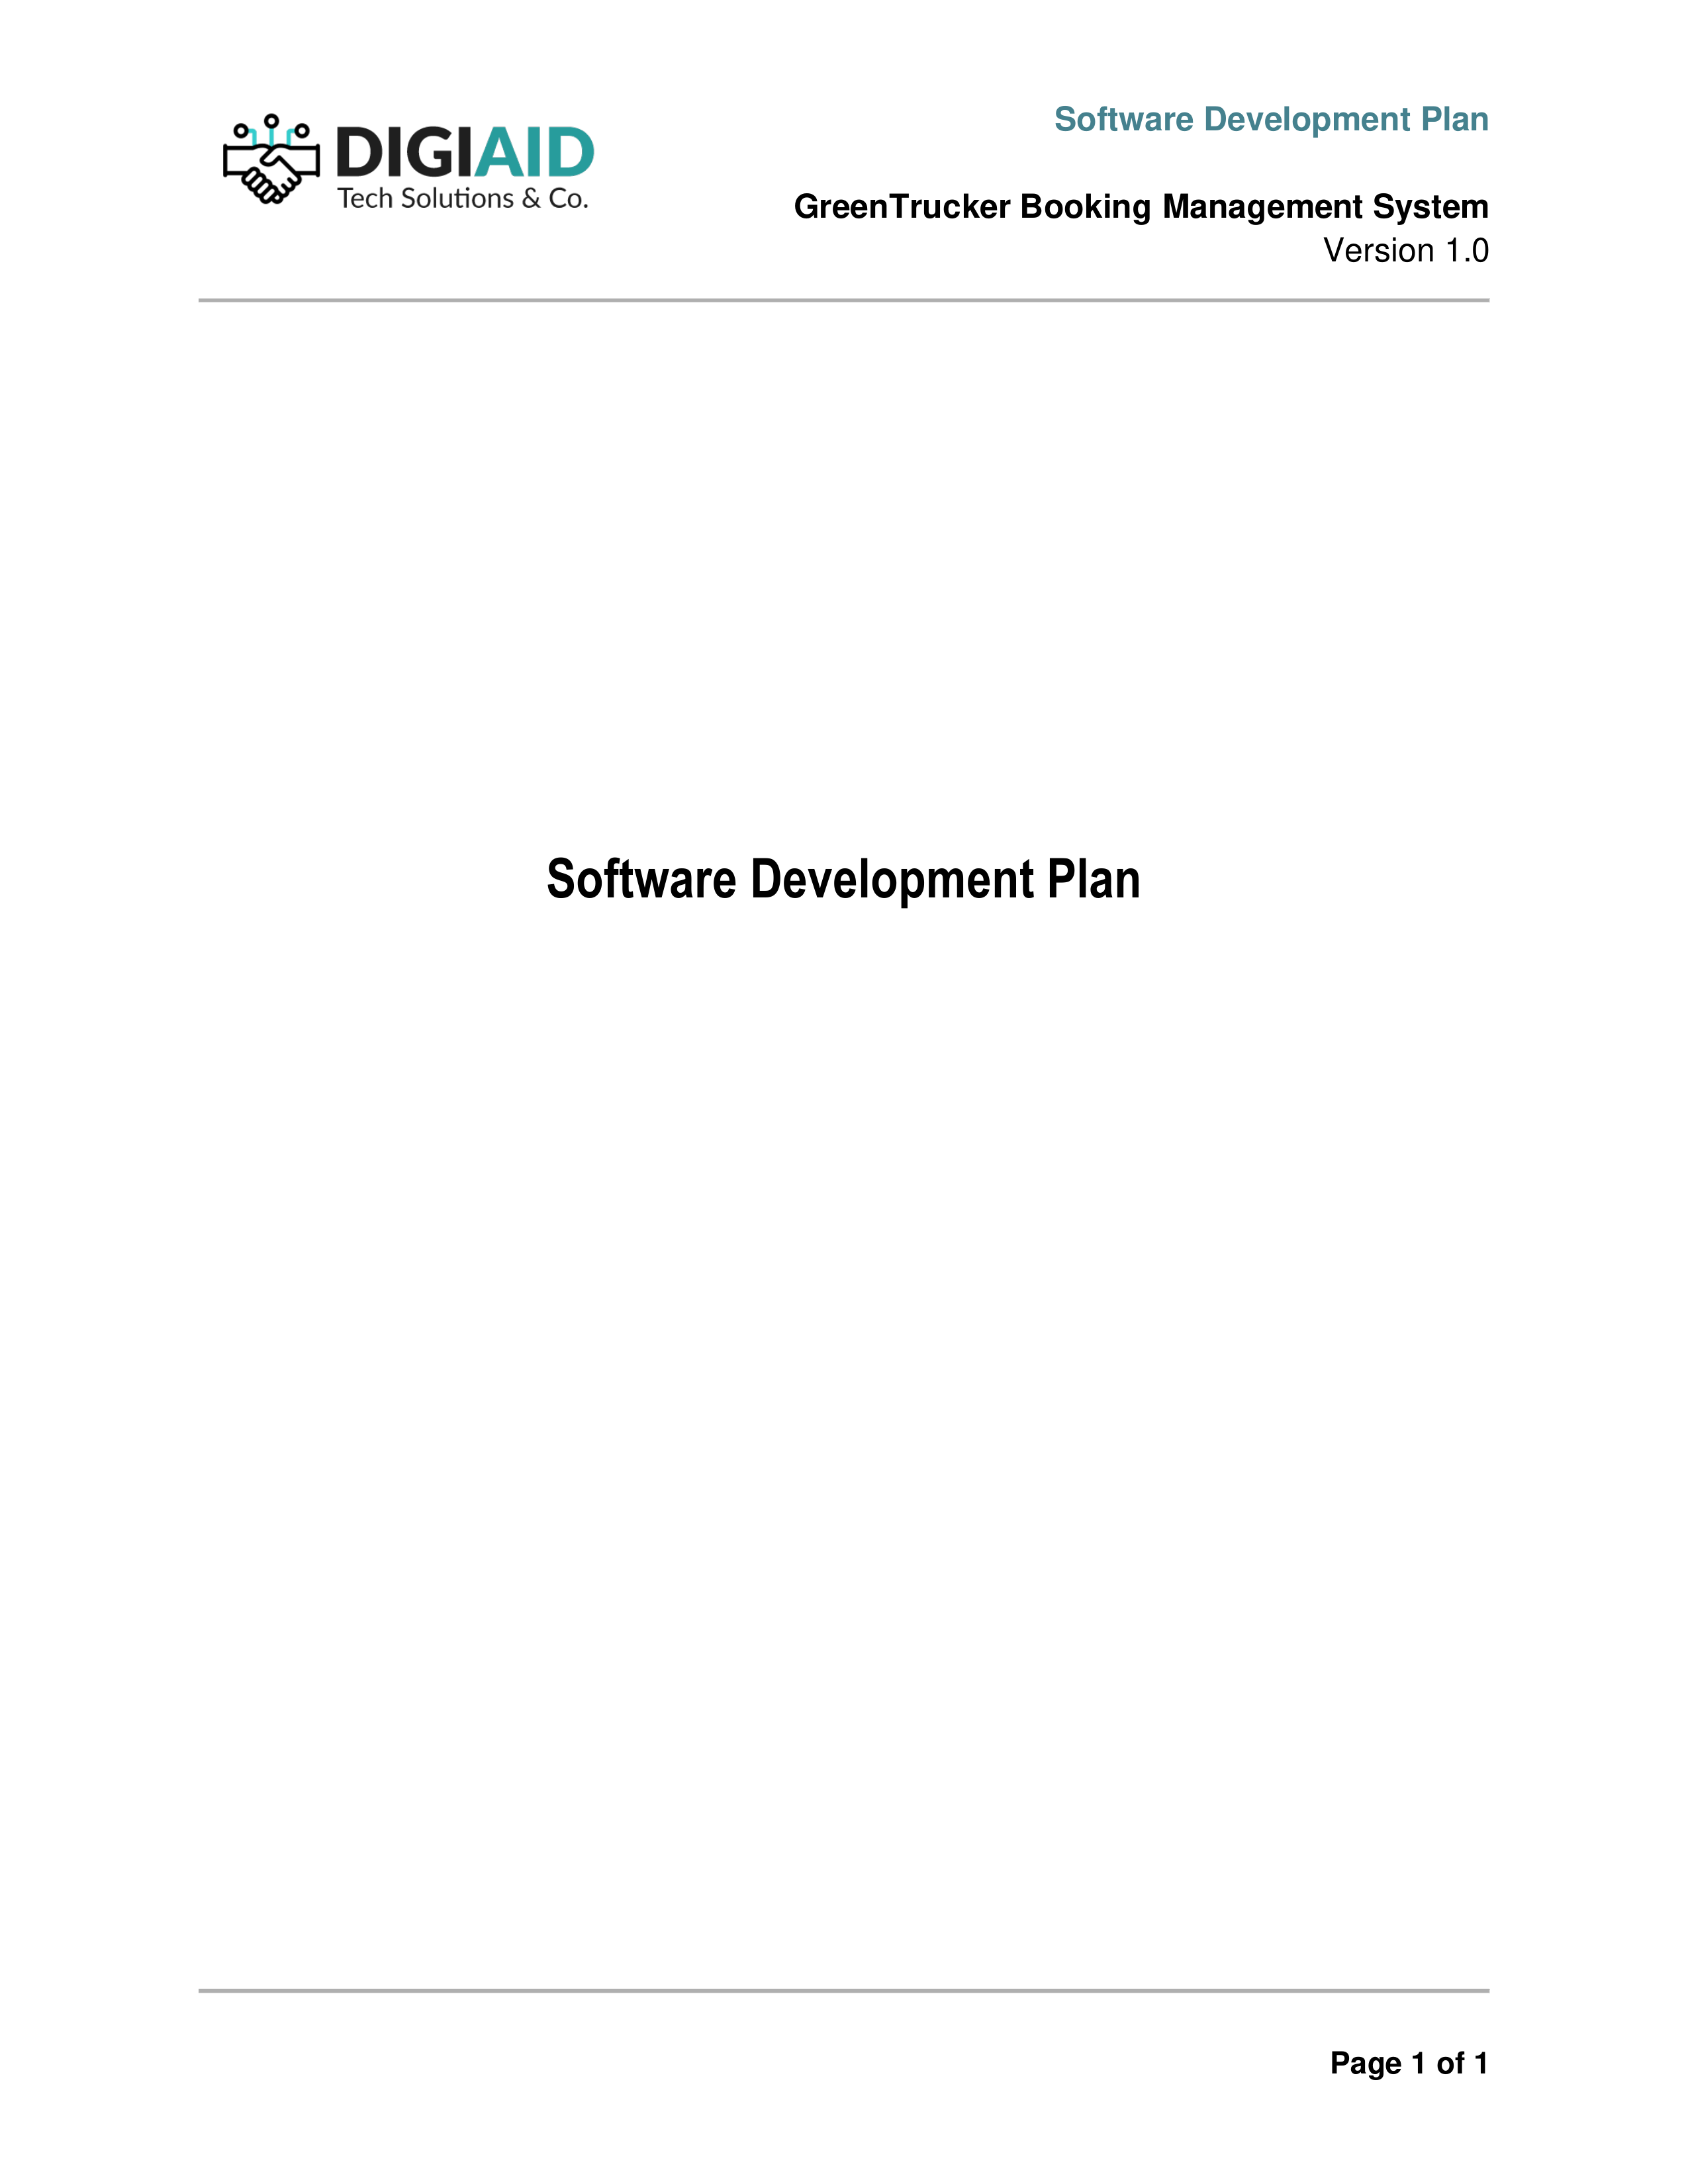 DIGIAID
Tech Solutions & Co.
Software Development Plan
GreenTrucker Booking Management System
Version 1.0
Software Development Plan
Page 1 of 1